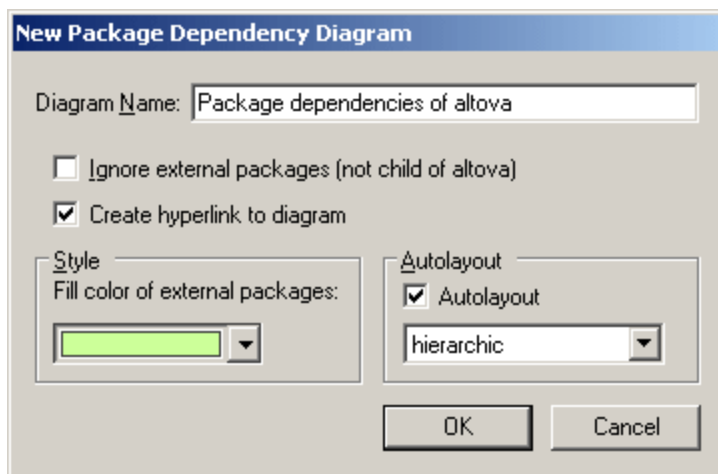 New Package Dependency Diagram
Diagram Name: Package dependencies of altova
Ignore external packages (not child of altova)
Create hyperlink to diagram
Style
Fill color of external packages:
Autolayout
Autolayout
hierarchic
OK
Cancel